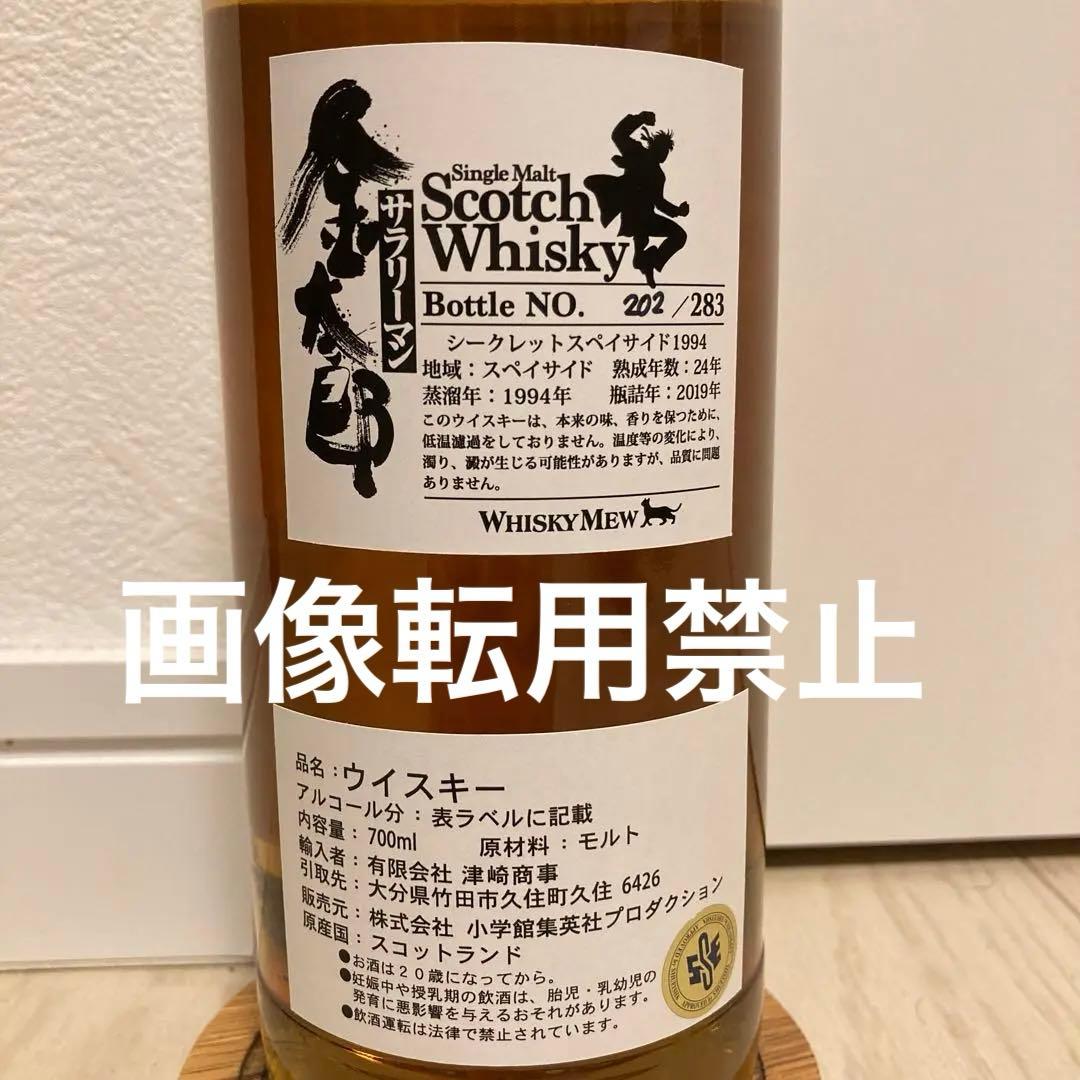 サラリーマン
金太郎
Single Malt
Scotch
Whisky
Bottle NO. 202/283
シークレットスペイサイド1994
地域：スペイサイド 熟成年数：24年
蒸溜年：1994年 瓶詰年：2019年
このウイスキーは、本来の味、香りを保つために、
低温濾過をしておりません。温度等の変化により、
濁り、澱が生じる可能性がありますが、品質に問題
ありません。
WHISKY MEW
画像転用禁止
品名：ウイスキー
アルコール分：表ラベルに記載
内容量：700ml 原材料：モルト
輸入者：有限会社 津崎商事
引取先：大分県竹田市久住町久住 6426
販売元：株式会社 小学館集英社プロダクション
原産国：スコットランド
●お酒は20歳になってから。
●妊娠中や授乳期の飲酒は、胎児・乳幼児の
発育に悪影響を与えるおそれがあります。
●飲酒運転は法律で禁止されています。